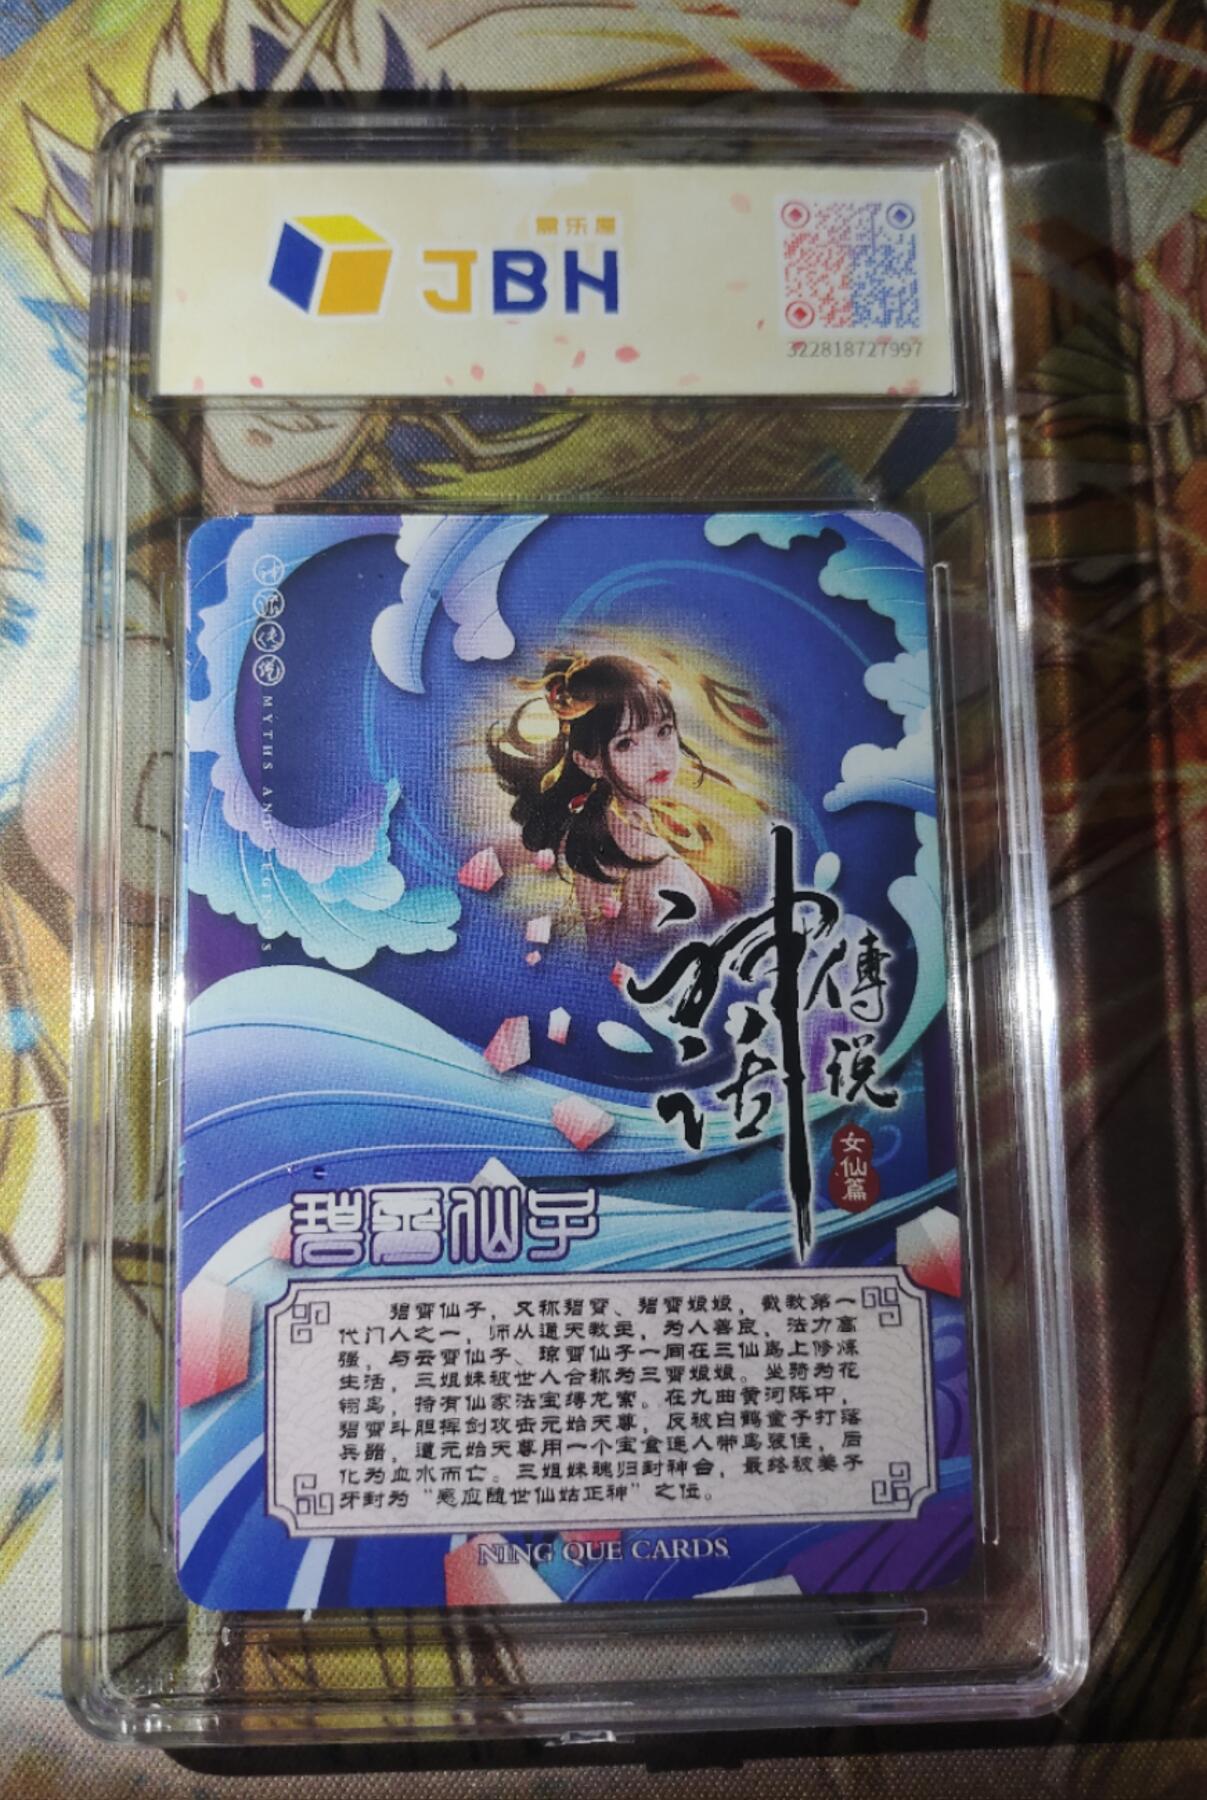 JBH
322818727997
神话传说
MYTHS AND LEGENDS
神话
傳说
女仙篇
碧霄仙子
碧霄仙子，又称碧霄、碧霄娘娘，截教第一
代门人之一，师从通天教主，为人善良，法力高
强，与云霄仙子、琼霄仙子一同在三仙岛上修炼
生活，三姐妹被世人合称为三霄娘娘。坐骑为花
翎鸟，持有仙家法宝缚龙索。在九曲黄河阵中，
碧霄斗胆挥剑攻击元始天尊，反被白鹤童子打落
兵器，遭元始天尊用一个宝盒连人带鸟装住，后
化为血水而亡。三姐妹魂归封神台，最终被姜子
牙封为“感应随世仙姑正神”之位。
NING QUE CARDS